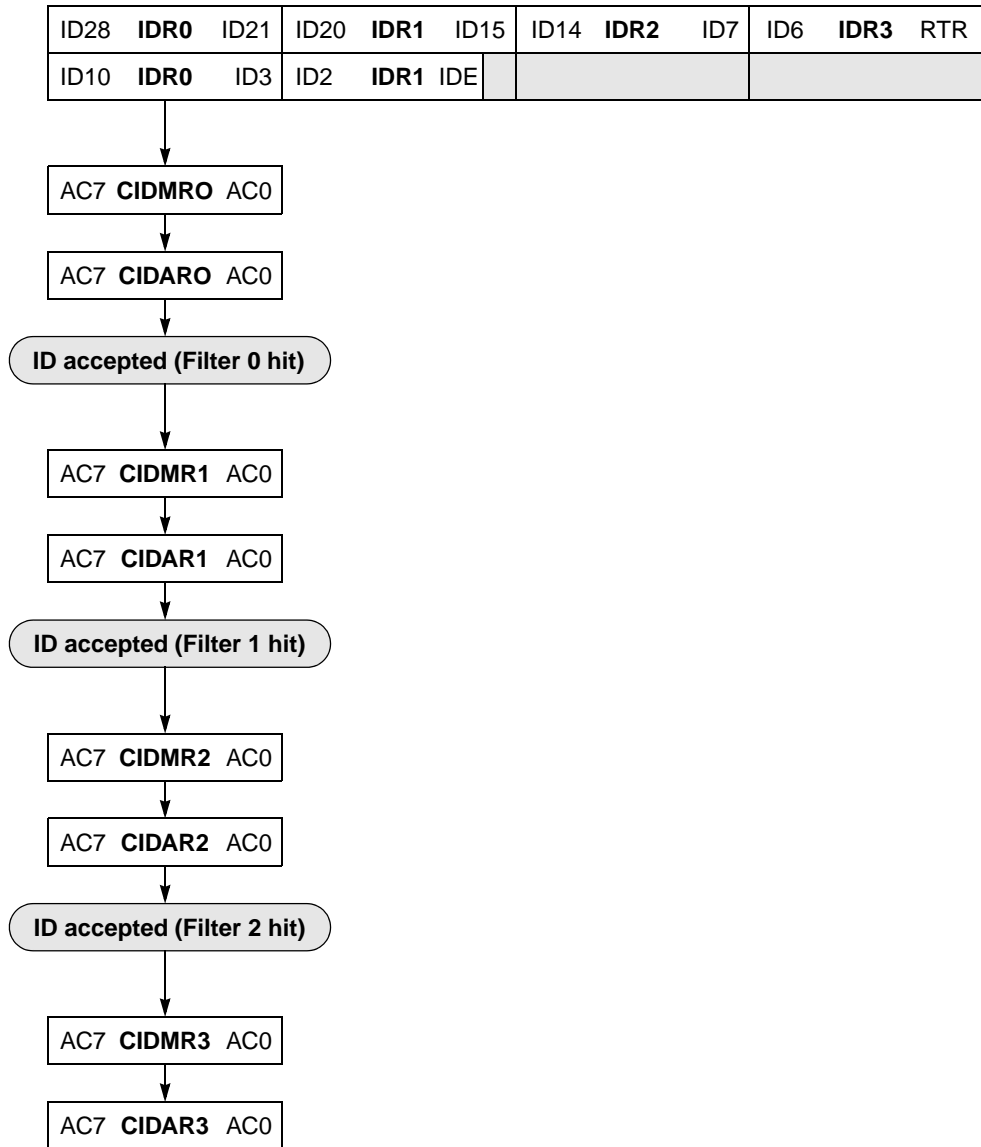 ID28 IDR0 ID21 ID20 IDR1 ID15 ID14 IDR2 ID7 ID6 IDR3 RTR
ID10 IDR0 ID3 ID2 IDR1 IDE
AC7 CIDMRO AC0
AC7 CIDARO AC0
ID accepted (Filter 0 hit)
AC7 CIDMR1 AC0
AC7 CIDAR1 AC0
ID accepted (Filter 1 hit)
AC7 CIDMR2 AC0
AC7 CIDAR2 AC0
ID accepted (Filter 2 hit)
AC7 CIDMR3 AC0
AC7 CIDAR3 AC0